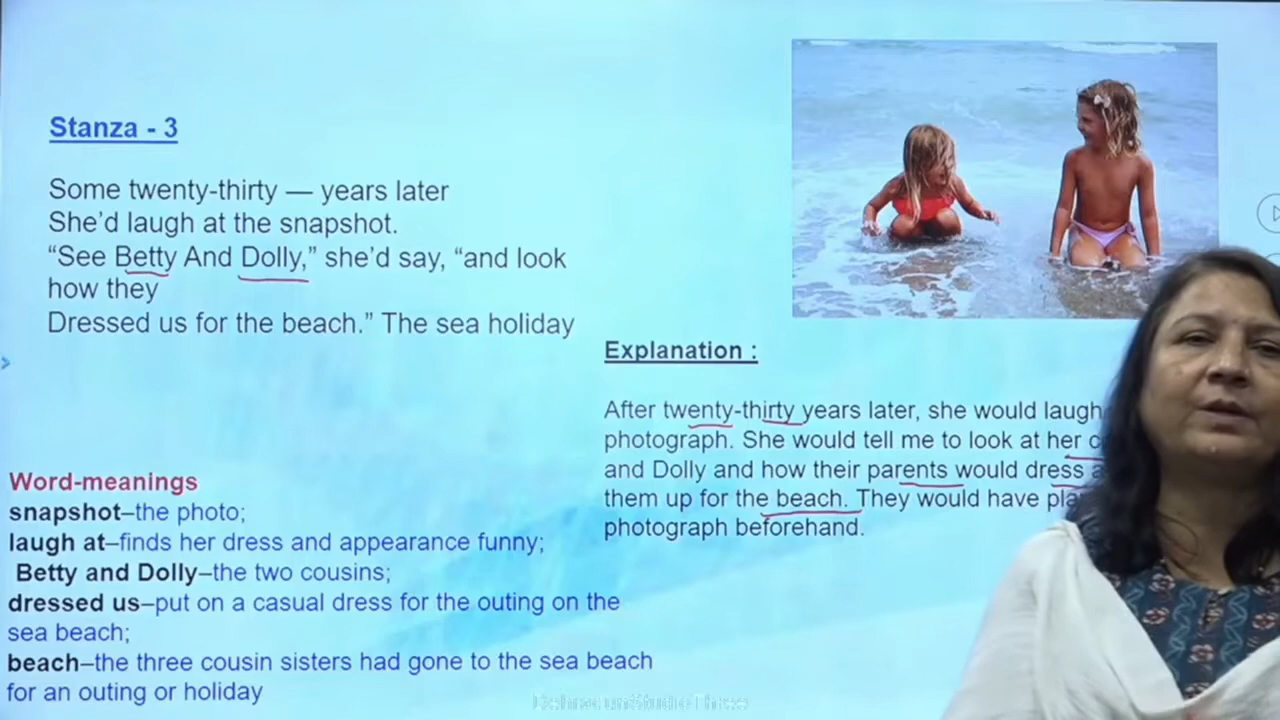 Stanza - 3
Some twenty-thirty — years later
She’d laugh at the snapshot.
“See Betty And Dolly,” she’d say, “and look
how they
Dressed us for the beach.” The sea holiday
Explanation :
After twenty-thirty years later, she would laugh
photograph. She would tell me to look at her
and Dolly and how their parents would dress
them up for the beach. They would have
photograph beforehand.
Word-meanings
snapshot–the photo;
laugh at–finds her dress and appearance funny;
Betty and Dolly–the two cousins;
dressed us–put on a casual dress for the outing on the
sea beach;
beach–the three cousin sisters had gone to the sea beach
for an outing or holiday